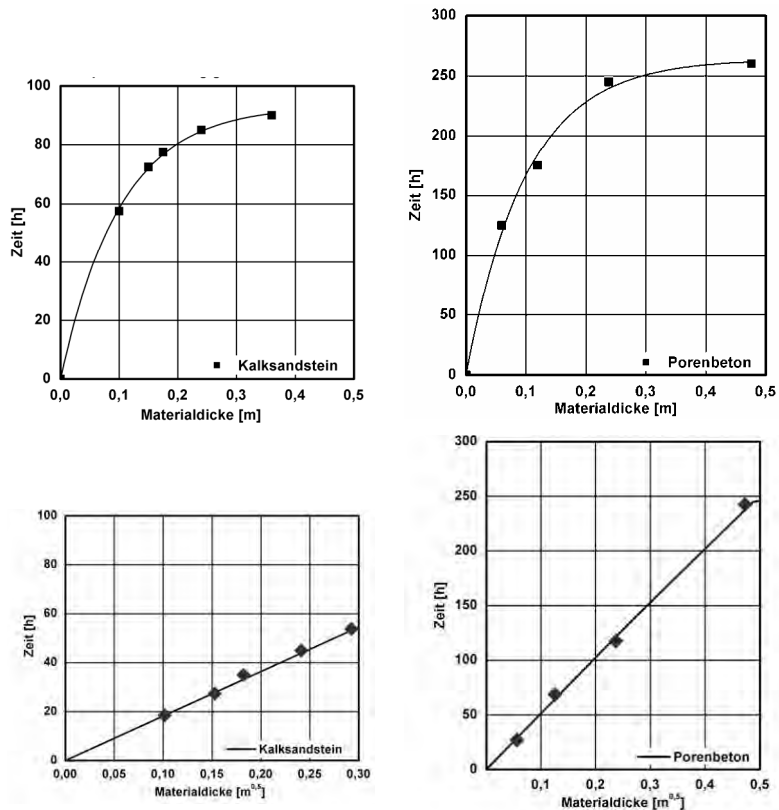 100
80
60
40
20
0
Zeit [h]
Kalksandstein
0,0 0,1 0,2 0,3 0,4 0,5
Materialdicke [m]
300
250
200
150
100
50
0
Zeit [h]
Porenbeton
0,0 0,1 0,2 0,3 0,4 0,5
Materialdicke [m]
100
80
60
40
20
0
Zeit [h]
Kalksandstein
0,00 0,05 0,10 0,15 0,20 0,25 0,30
Materialdicke [m^0,5]
300
250
200
150
100
50
0
Zeit [h]
Porenbeton
0,1 0,2 0,3 0,4 0,5
Materialdicke [m^0,5]